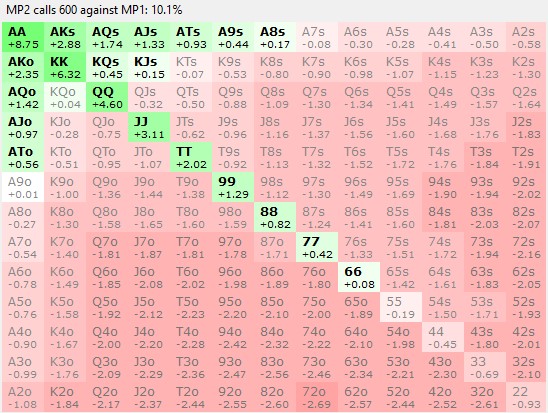 MP2 calls 600 against MP1: 10.1%
AA AKs AQs AJs ATs A9s A8s A7s A6s A5s A4s A3s A2s
+8.75 +2.88 +1.74 +1.33 +0.93 +0.44 +0.17 -0.08 -0.30 -0.28 -0.41 -0.50 -0.58
AKo KK KQs KJs KTs K9s K8s K7s K6s K5s K4s K3s K2s
+2.35 +6.32 +0.45 +0.15 -0.07 -0.53 -0.80 -0.90 -0.98 -1.07 -1.15 -1.23 -1.30
AQo KQo QQ QJs QTs Q9s Q8s Q7s Q6s Q5s Q4s Q3s Q2s
+1.42 +0.04 +4.60 -0.32 -0.50 -0.88 -1.09 -1.30 -1.34 -1.41 -1.49 -1.57 -1.64
AJo KJo QJo JJ JTs J9s J8s J7s J6s J5s J4s J3s J2s
+0.97 -0.28 -0.75 +3.11 -0.62 -0.96 -1.16 -1.37 -1.53 -1.60 -1.68 -1.76 -1.83
ATo KTo QTo JTo TT T9s T8s T7s T6s T5s T4s T3s T2s
+0.56 -0.51 -0.95 -1.07 +2.02 -0.92 -1.13 -1.32 -1.52 -1.72 -1.76 -1.84 -1.91
A9o K9o Q9o J9o T9o 99 98s 97s 96s 95s 94s 93s 92s
+0.01 -1.00 -1.36 -1.44 -1.38 +1.29 -1.12 -1.30 -1.49 -1.69 -1.90 -1.94 -2.02
A8o K8o Q8o J8o T8o 98o 88 87s 86s 85s 84s 83s 82s
-0.27 -1.30 -1.58 -1.65 -1.60 -1.59 +0.82 -1.24 -1.41 -1.60 -1.81 -2.03 -2.07
A7o K7o Q7o J7o T7o 97o 87o 77 76s 75s 74s 73s 72s
-0.54 -1.40 -1.81 -1.87 -1.81 -1.78 -1.71 +0.42 -1.33 -1.51 -1.72 -1.94 -2.16
A6o K6o Q6o J6o T6o 96o 86o 76o 66 65s 64s 63s 62s
-0.78 -1.49 -1.85 -2.08 -2.02 -1.98 -1.89 -1.80 +0.08 -1.42 -1.61 -1.83 -2.05
A5o K5o Q5o J5o T5o 95o 85o 75o 65o 55 54s 53s 52s
-0.76 -1.58 -1.92 -2.15 -2.24 -2.19 -2.10 -2.00 -1.89 -0.19 -1.50 -1.71 -1.93
A4o K4o Q4o J4o T4o 94o 84o 74o 64o 54o 44 43s 42s
-0.90 -1.67 -2.00 -2.20 -2.28 -2.42 -2.32 -2.22 -2.10 -1.98 -0.45 -1.80 -2.01
A3o K3o Q3o J3o T3o 93o 83o 73o 63o 53o 43o 33 32s
-0.99 -1.76 -2.09 -2.29 -2.36 -2.47 -2.56 -2.46 -2.34 -2.21 -2.30 -0.69 -2.10
A2o K2o Q2o J2o T2o 92o 82o 72o 62o 52o 42o 32o 22
-1.08 -1.84 -2.17 -2.37 -2.44 -2.55 -2.60 -2.69 -2.57 -2.44 -2.52 -2.61 -0.93